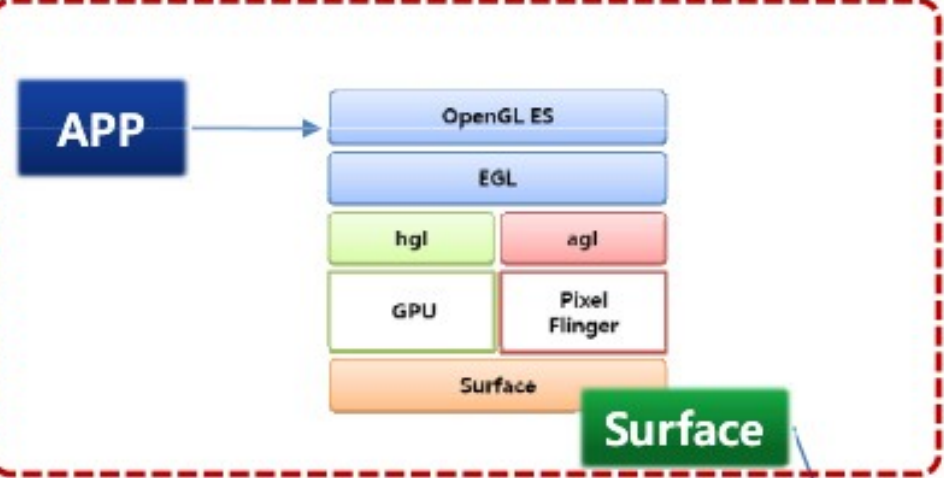 APP
OpenGL ES
EGL
hgl
agl
GPU
Pixel
Flinger
Surface
Surface